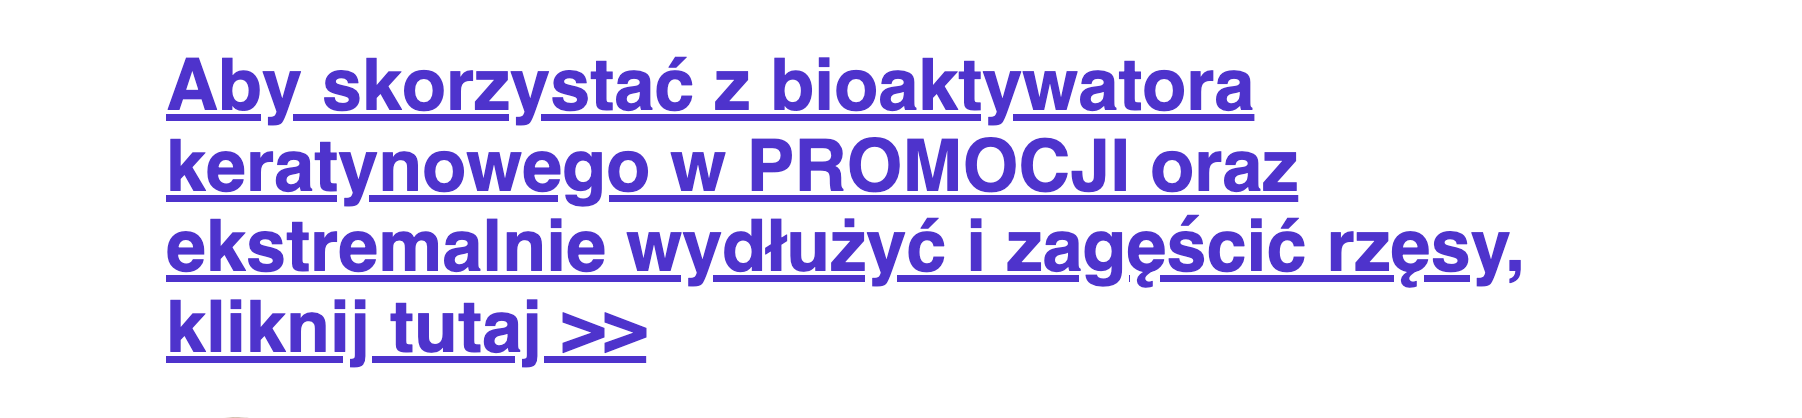 Aby skorzystać z bioaktywatora
keratynowego w PROMOCJI oraz
ekstremalnie wydłużyć i zagęścić rzęsy,
kliknij tutaj >>